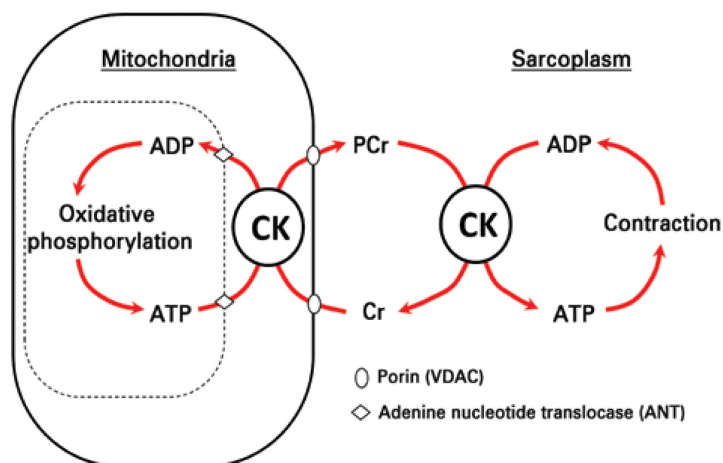 Mitochondria
Sarcoplasm
ADP
PCr
ADP
Oxidative
phosphorylation
CK
CK
Contraction
ATP
Cr
ATP
Porin (VDAC)
Adenine nucleotide translocase (ANT)